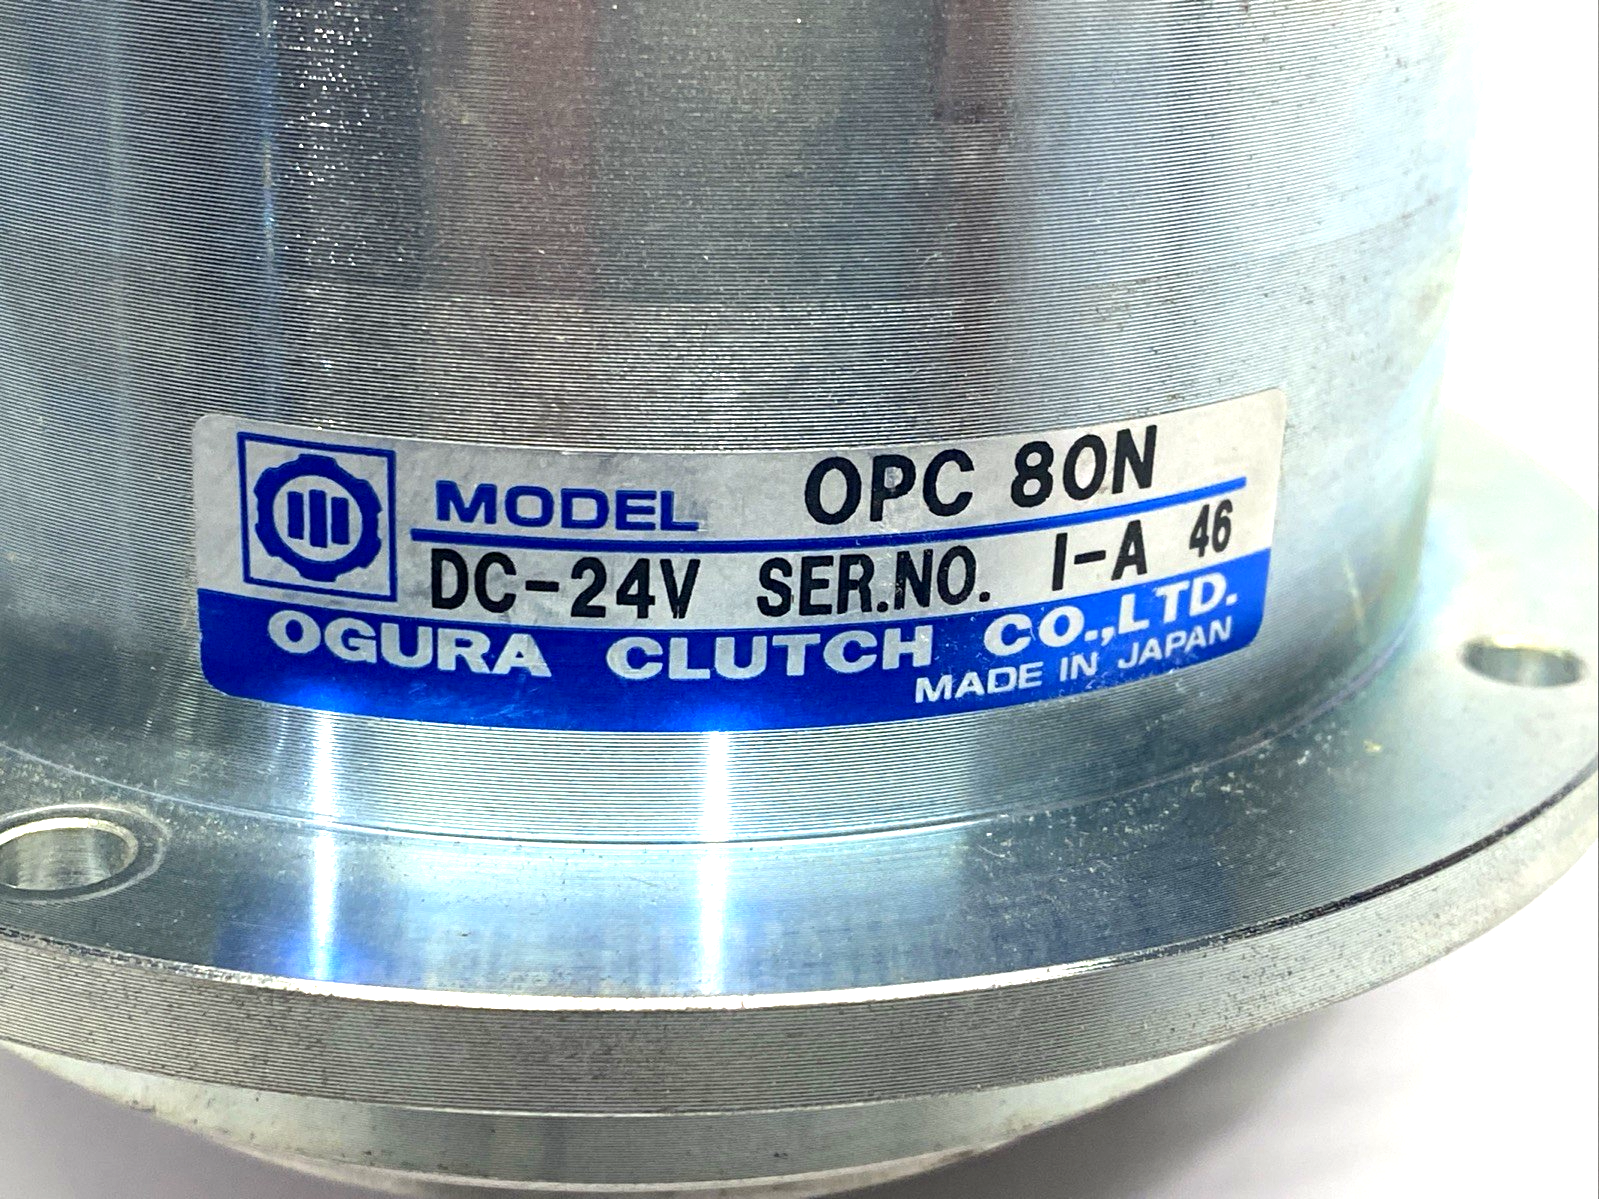 MODEL OPC 80N
DC-24V SER.NO. I-A 46
OGURA CLUTCH CO.,LTD.
MADE IN JAPAN